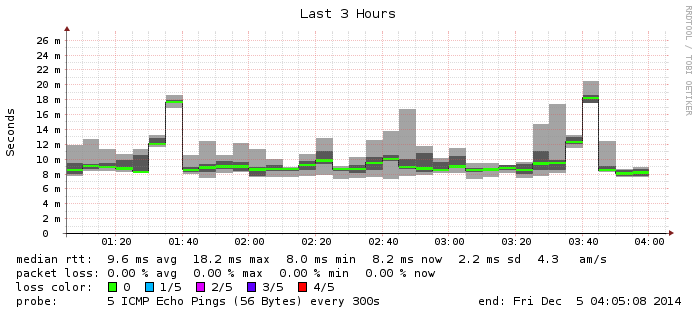 Last 3 Hours
RRDTOOL / TOBI OETIKER
Seconds
26 m
24 m
22 m
20 m
18 m
16 m
14 m
12 m
10 m
8 m
6 m
4 m
2 m
0
01:20 01:40 02:00 02:20 02:40 03:00 03:20 03:40 04:00
median rtt: 9.6 ms avg 18.2 ms max 8.0 ms min 8.2 ms now 2.2 ms sd 4.3 am/s
packet loss: 0.00 % avg 0.00 % max 0.00 % min 0.00 % now
loss color: 0 1/5 2/5 3/5 4/5
probe: 5 ICMP Echo Pings (56 Bytes) every 300s end: Fri Dec 5 04:05:08 2014